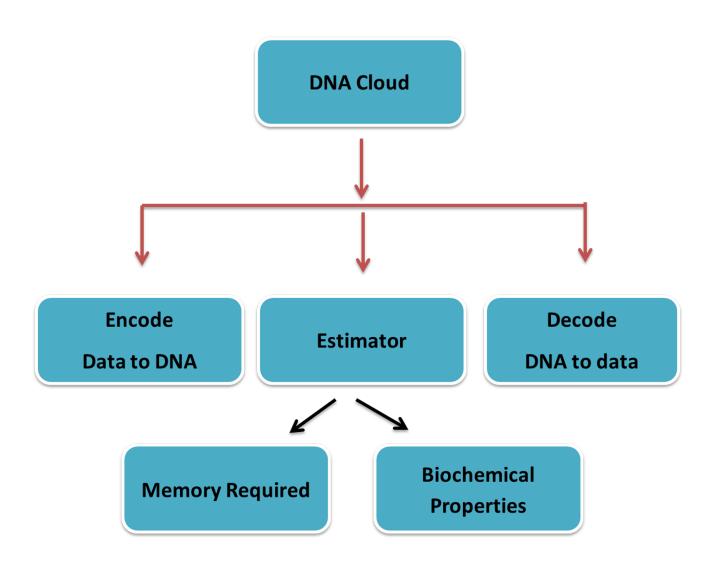 DNA Cloud
Encode
Data to DNA
Estimator
Decode
DNA to data
Memory Required
Biochemical
Properties